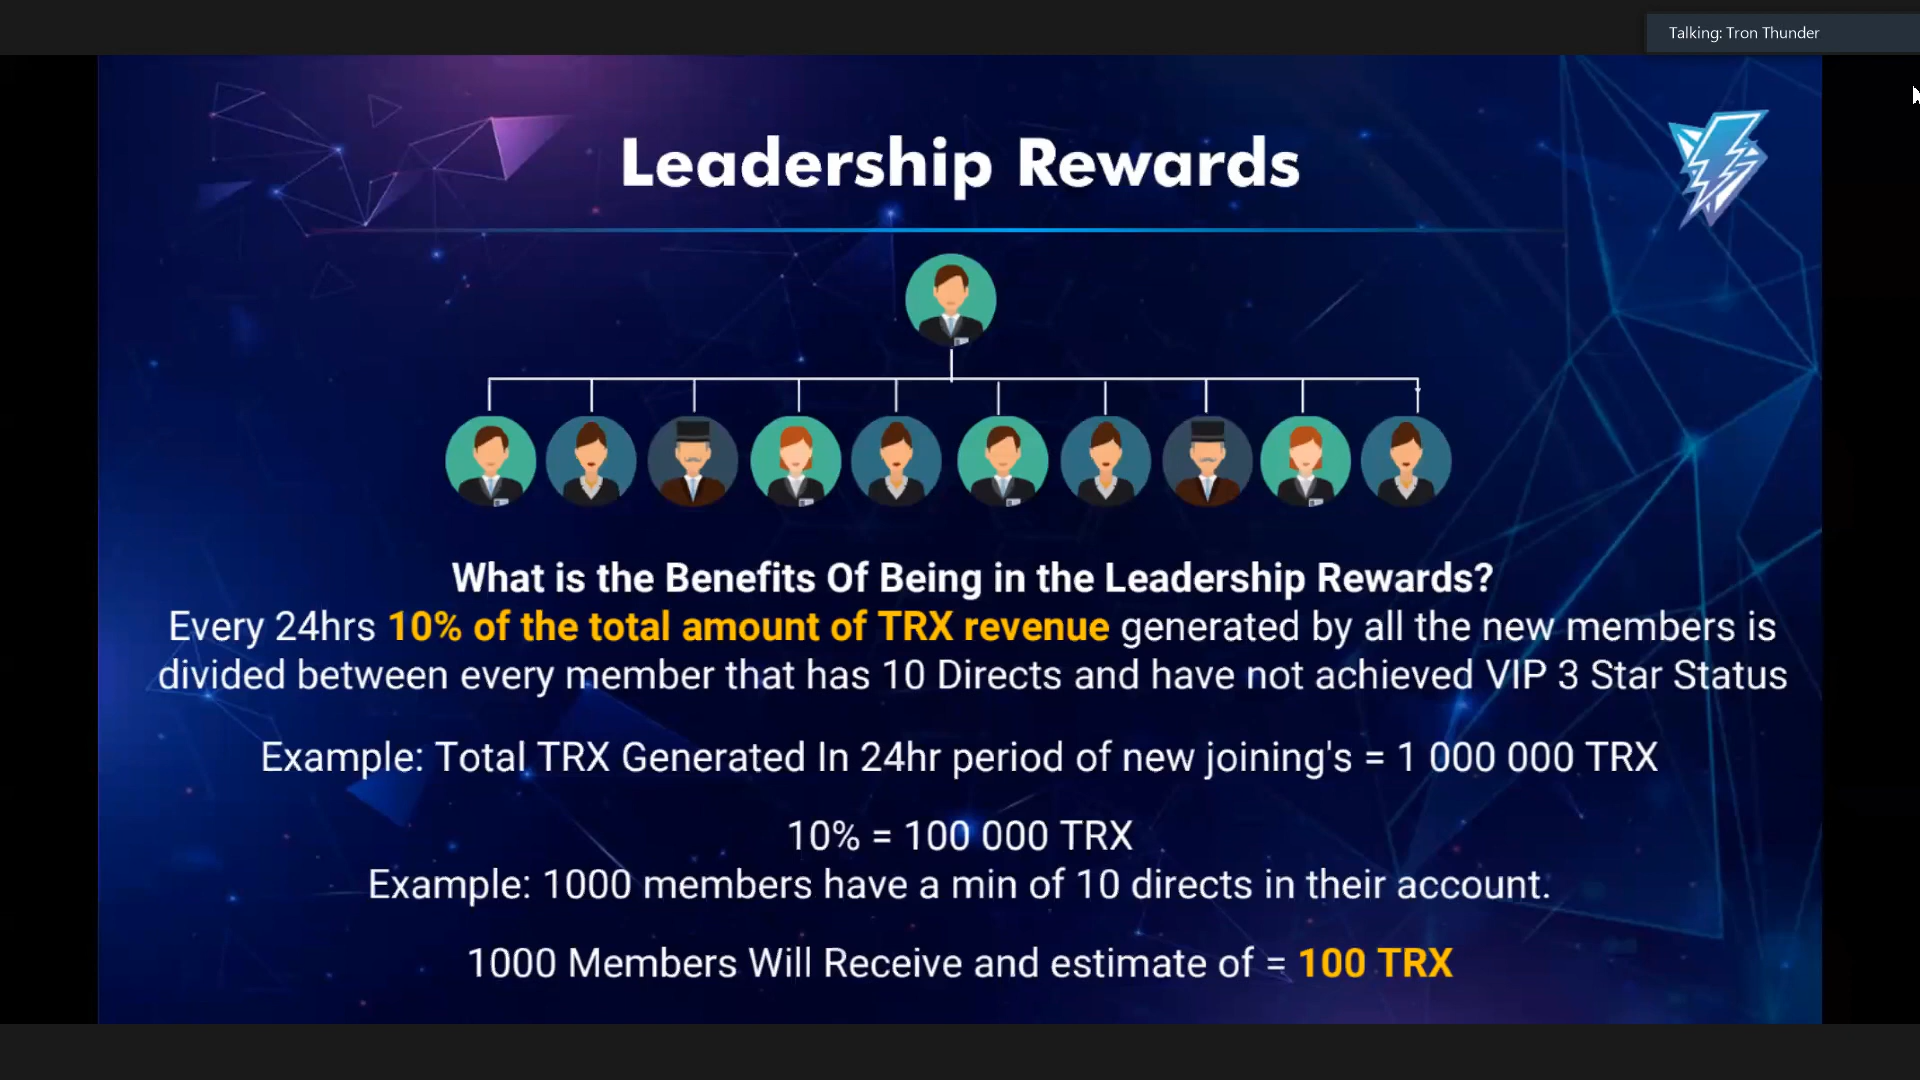 Talking: Tron Thunder
Leadership Rewards
What is the Benefits Of Being in the Leadership Rewards?
Every 24hrs 10% of the total amount of TRX revenue generated by all the new members is
divided between every member that has 10 Directs and have not achieved VIP 3 Star Status
Example: Total TRX Generated In 24hr period of new joining's = 1 000 000 TRX
10% = 100 000 TRX
Example: 1000 members have a min of 10 directs in their account.
1000 Members Will Receive and estimate of = 100 TRX